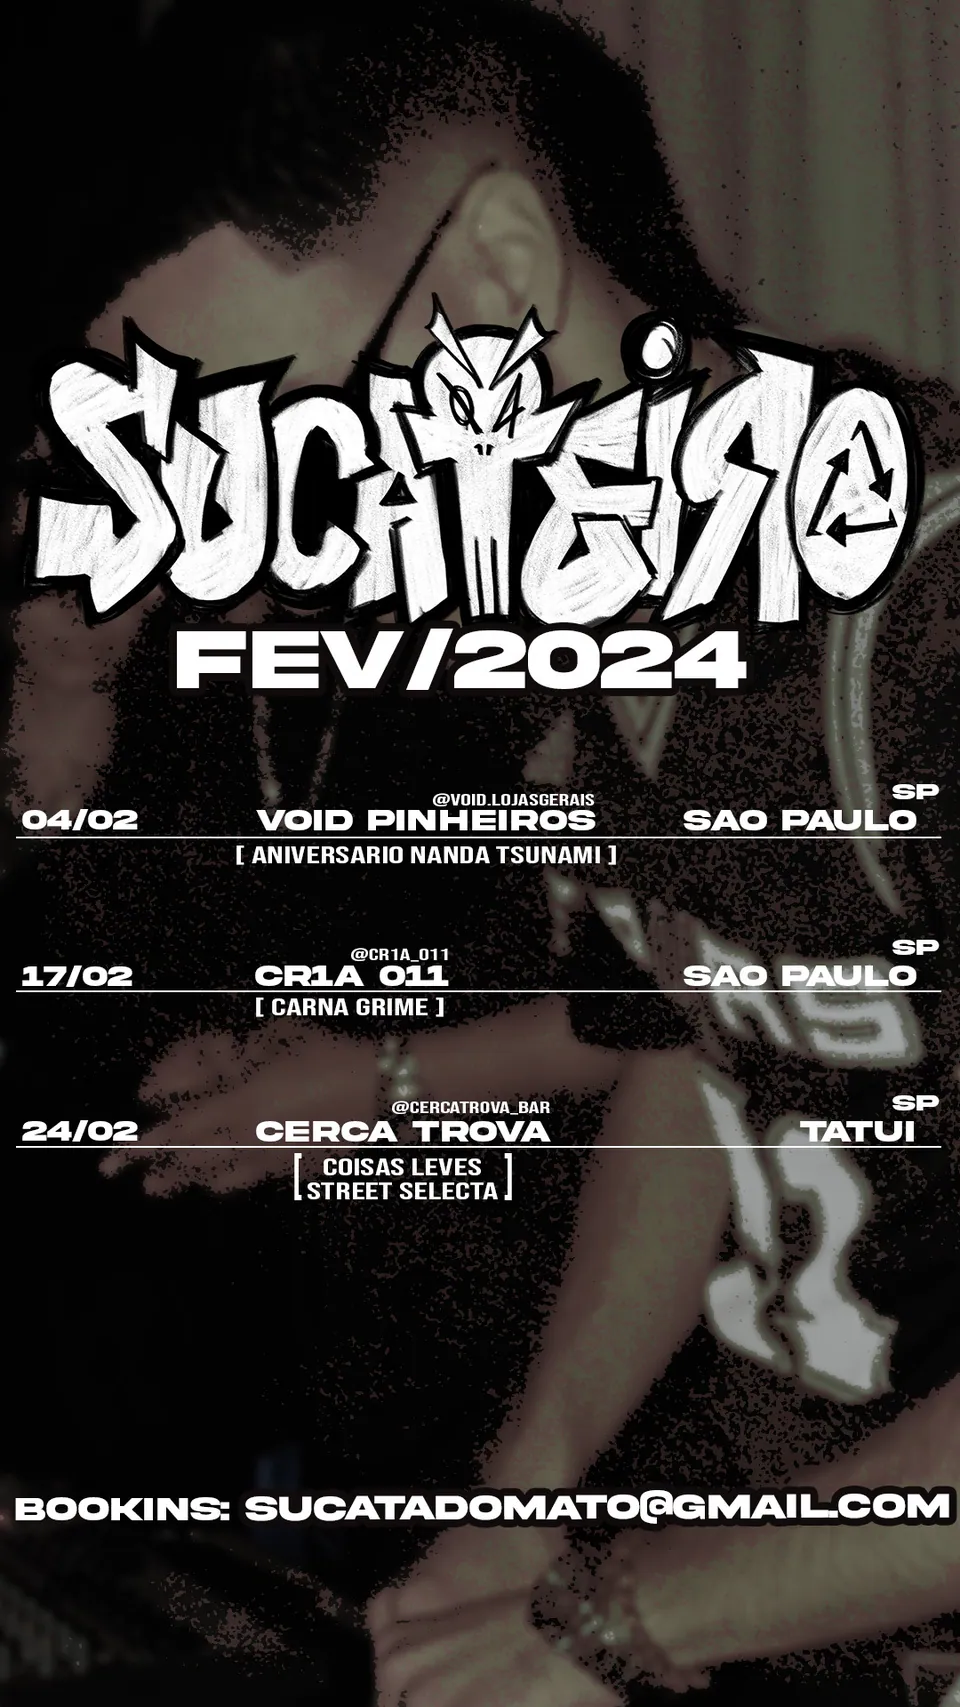 SUCATEIRO
FEV/2024
@VOID.LOJASGERAIS
SP
04/02 VOID PINHEIROS SAO PAULO
[ ANIVERSARIO NANDA TSUNAMI ]
@CR1A_011
SP
17/02 CR1A 011 SAO PAULO
[ CARNA GRIME ]
@CERCATROVA_BAR
SP
24/02 CERCA TROVA TATUI
[ COISAS LEVES
STREET SELECTA ]
BOOKINS: SUCATADOMATO@GMAIL.COM